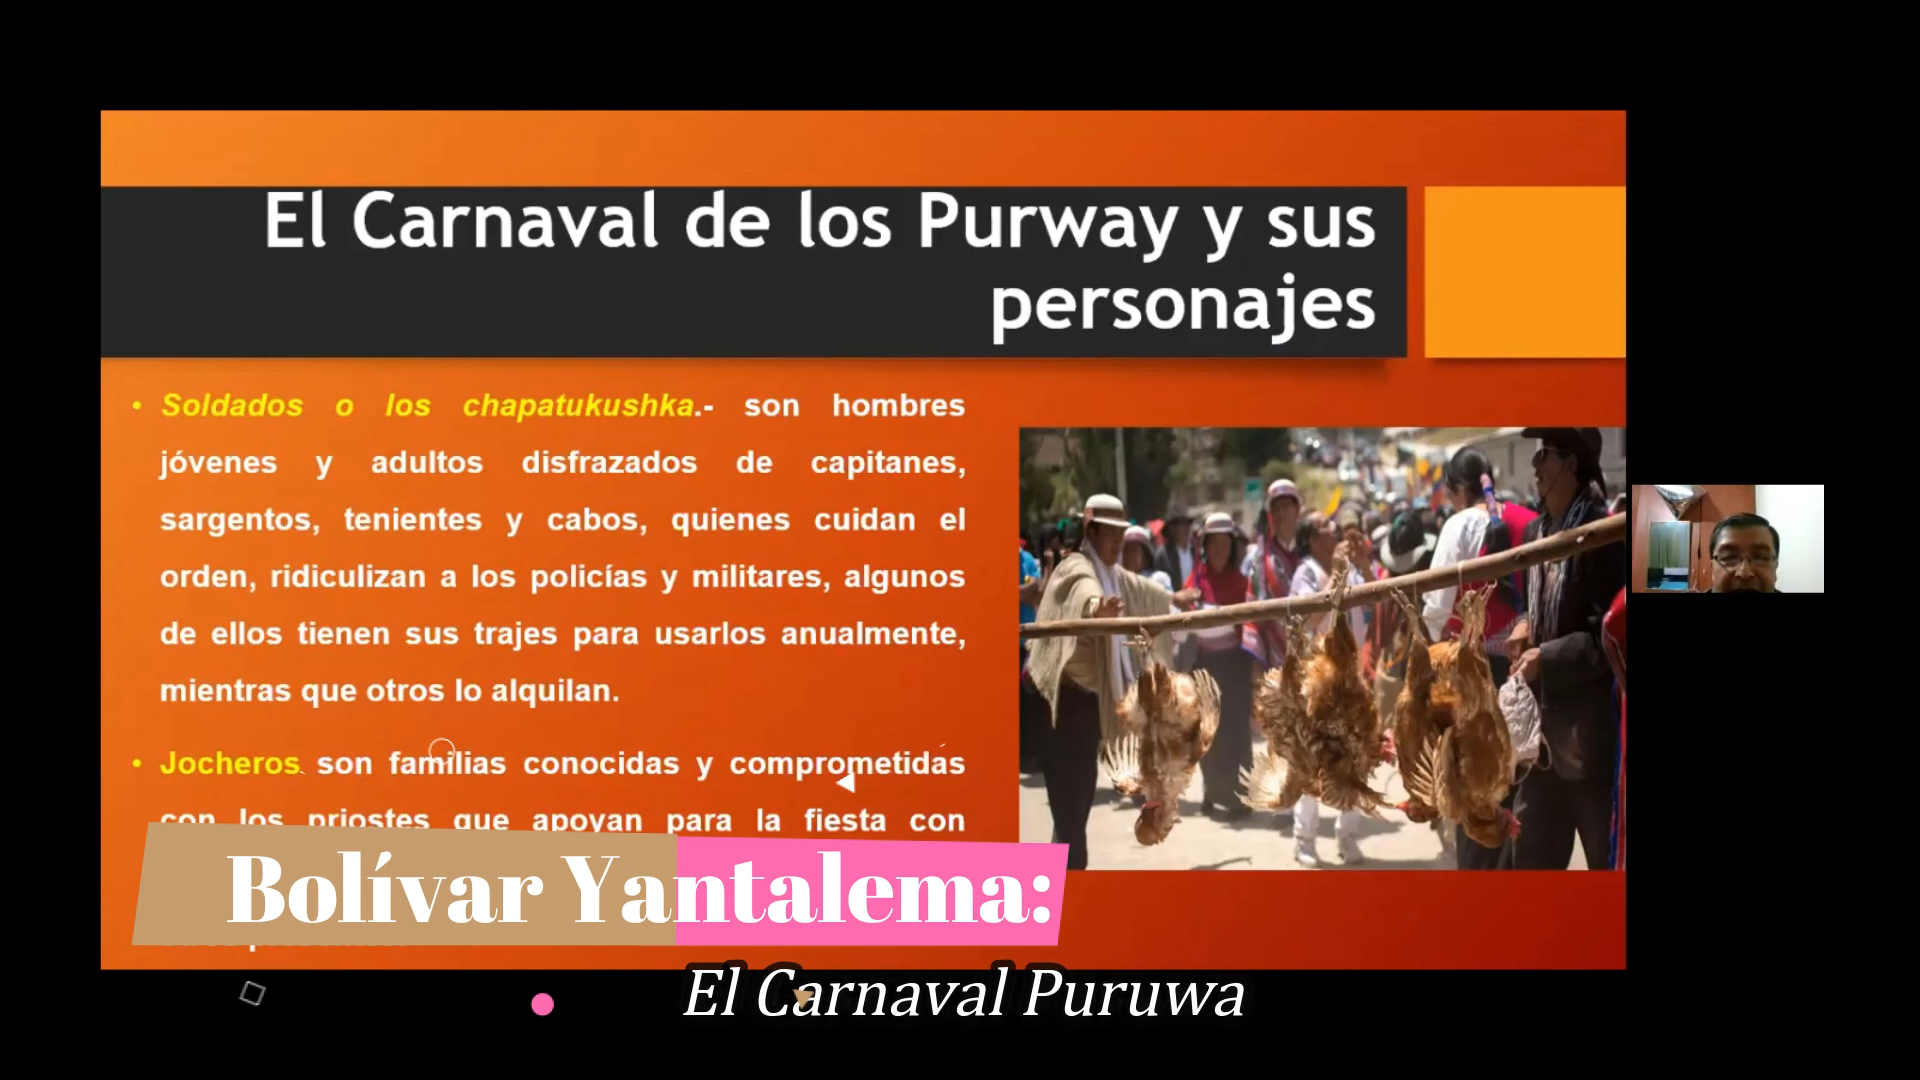 El Carnaval de los Purway y sus
personajes
• Soldados o los chapatukushka.- son hombres
jóvenes y adultos disfrazados de capitanes,
sargentos, tenientes y cabos, quienes cuidan el
orden, ridiculizan a los policías y militares, algunos
de ellos tienen sus trajes para usarlos anualmente,
mientras que otros lo alquilan.
• Jocheros son familias conocidas y comprometidas
con los priostes que apoyan para la fiesta con
Bolívar Yantalema:
El Carnaval Puruwa